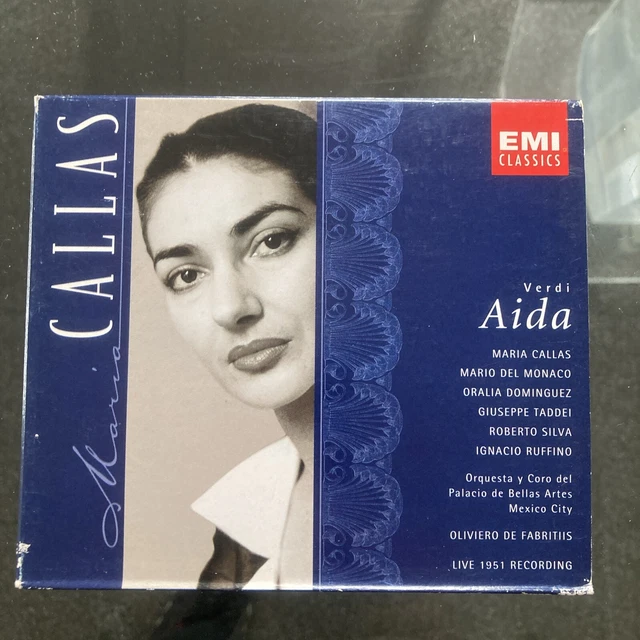 Maria
CALLAS
EMI
CLASSICS
Verdi
Aida
MARIA CALLAS
MARIO DEL MONACO
ORALIA DOMINGUEZ
GIUSEPPE TADDEI
ROBERTO SILVA
IGNACIO RUFFINO
Orquesta y Coro del
Palacio de Bellas Artes
Mexico City
OLIVIERO DE FABRITIIS
LIVE 1951 RECORDING